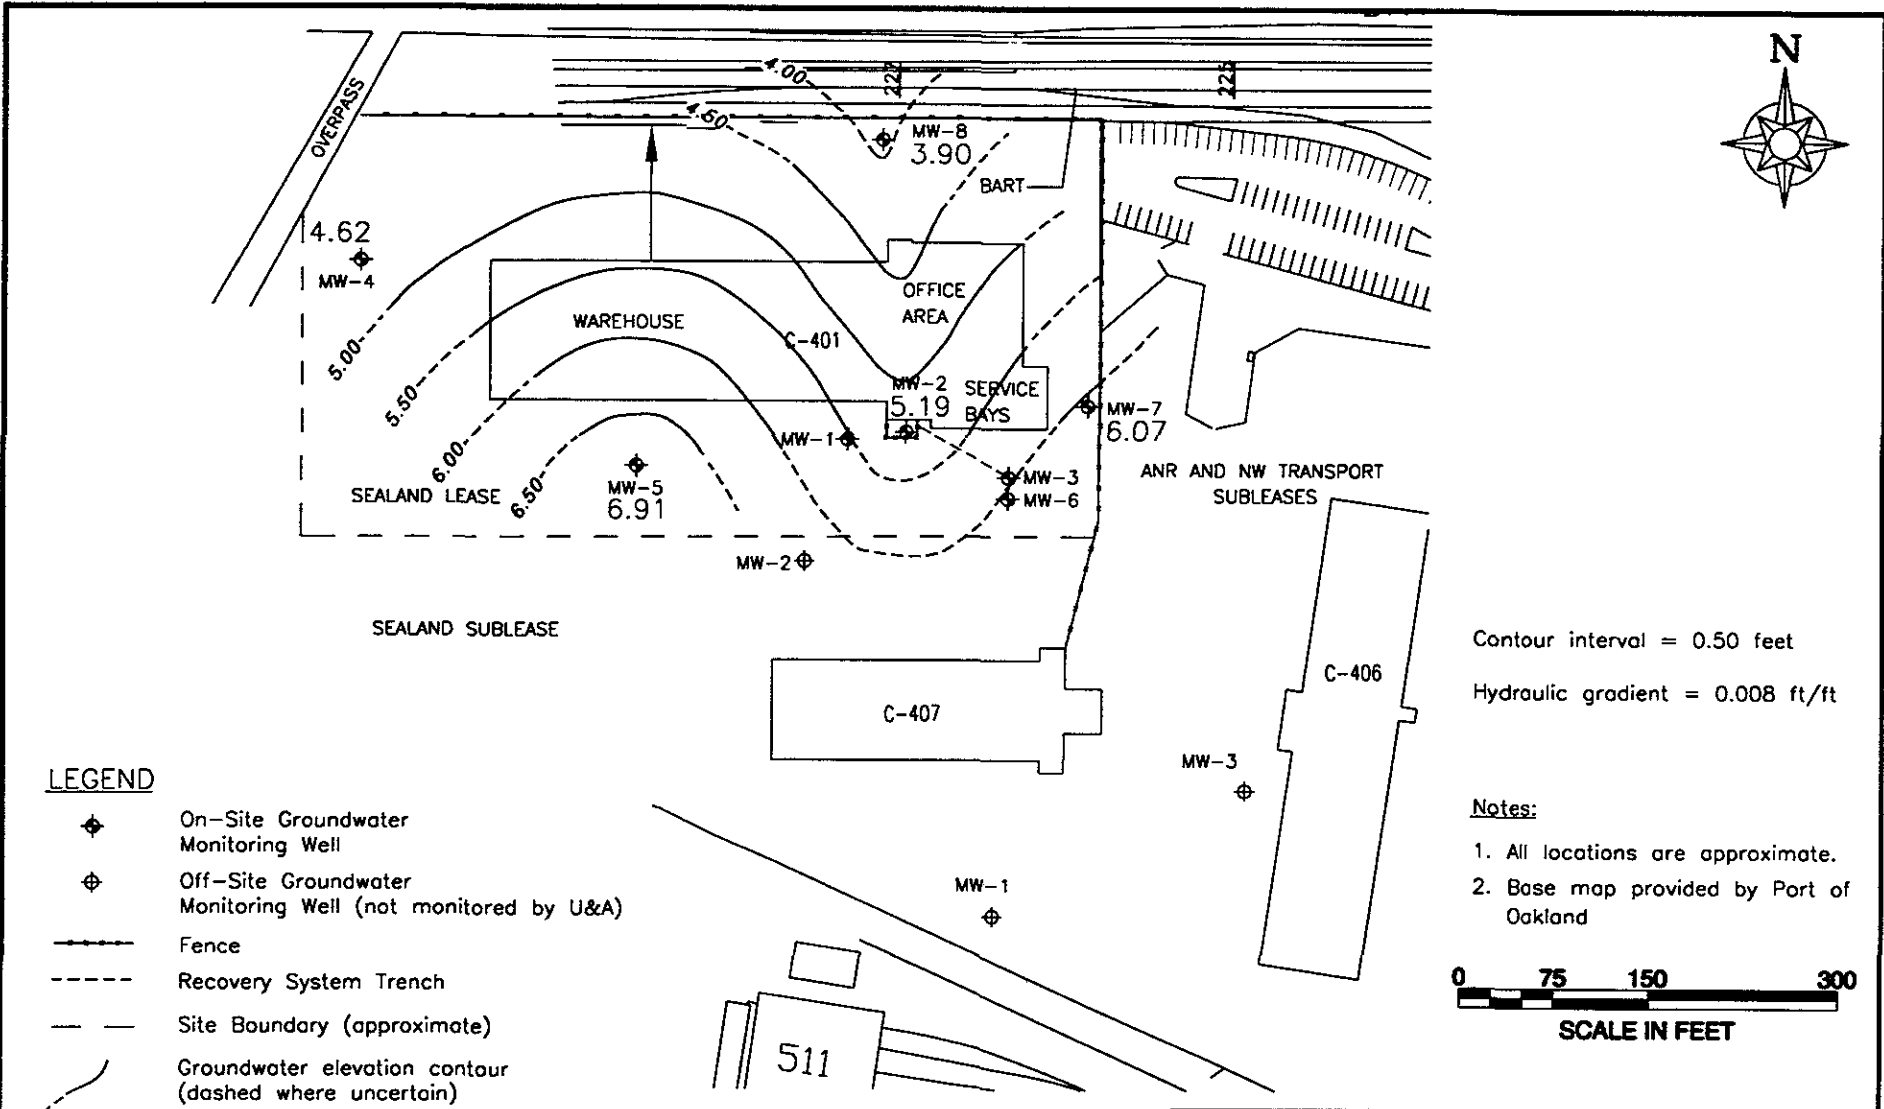 N
OVERPASS
4.00
227
225
4.50
MW-8
3.90
BART
4.62
MW-4
OFFICE
AREA
WAREHOUSE
C-401
5.00
MW-2
5.19
SERVICE
BAYS
5.50
MW-7
6.07
MW-1
6.00
MW-3
MW-6
ANR AND NW TRANSPORT
SUBLEASES
SEALAND LEASE
6.50
MW-5
6.91
MW-2
SEALAND SUBLEASE
Contour interval = 0.50 feet
Hydraulic gradient = 0.008 ft/ft
C-406
C-407
MW-3
MW-1
511
LEGEND
On-Site Groundwater
Monitoring Well
Off-Site Groundwater
Monitoring Well (not monitored by U&A)
Fence
Recovery System Trench
Site Boundary (approximate)
Groundwater elevation contour
(dashed where uncertain)
Notes:
1. All locations are approximate.
2. Base map provided by Port of
Oakland
0 75 150 300
SCALE IN FEET